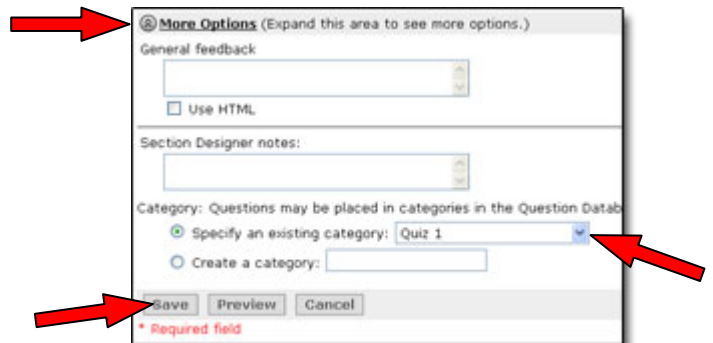 More Options (Expand this area to see more options.)
General feedback
Use HTML
Section Designer notes:
Category: Questions may be placed in categories in the Question Datab
Specify an existing category: Quiz 1
Create a category:
Save Preview Cancel
* Required field